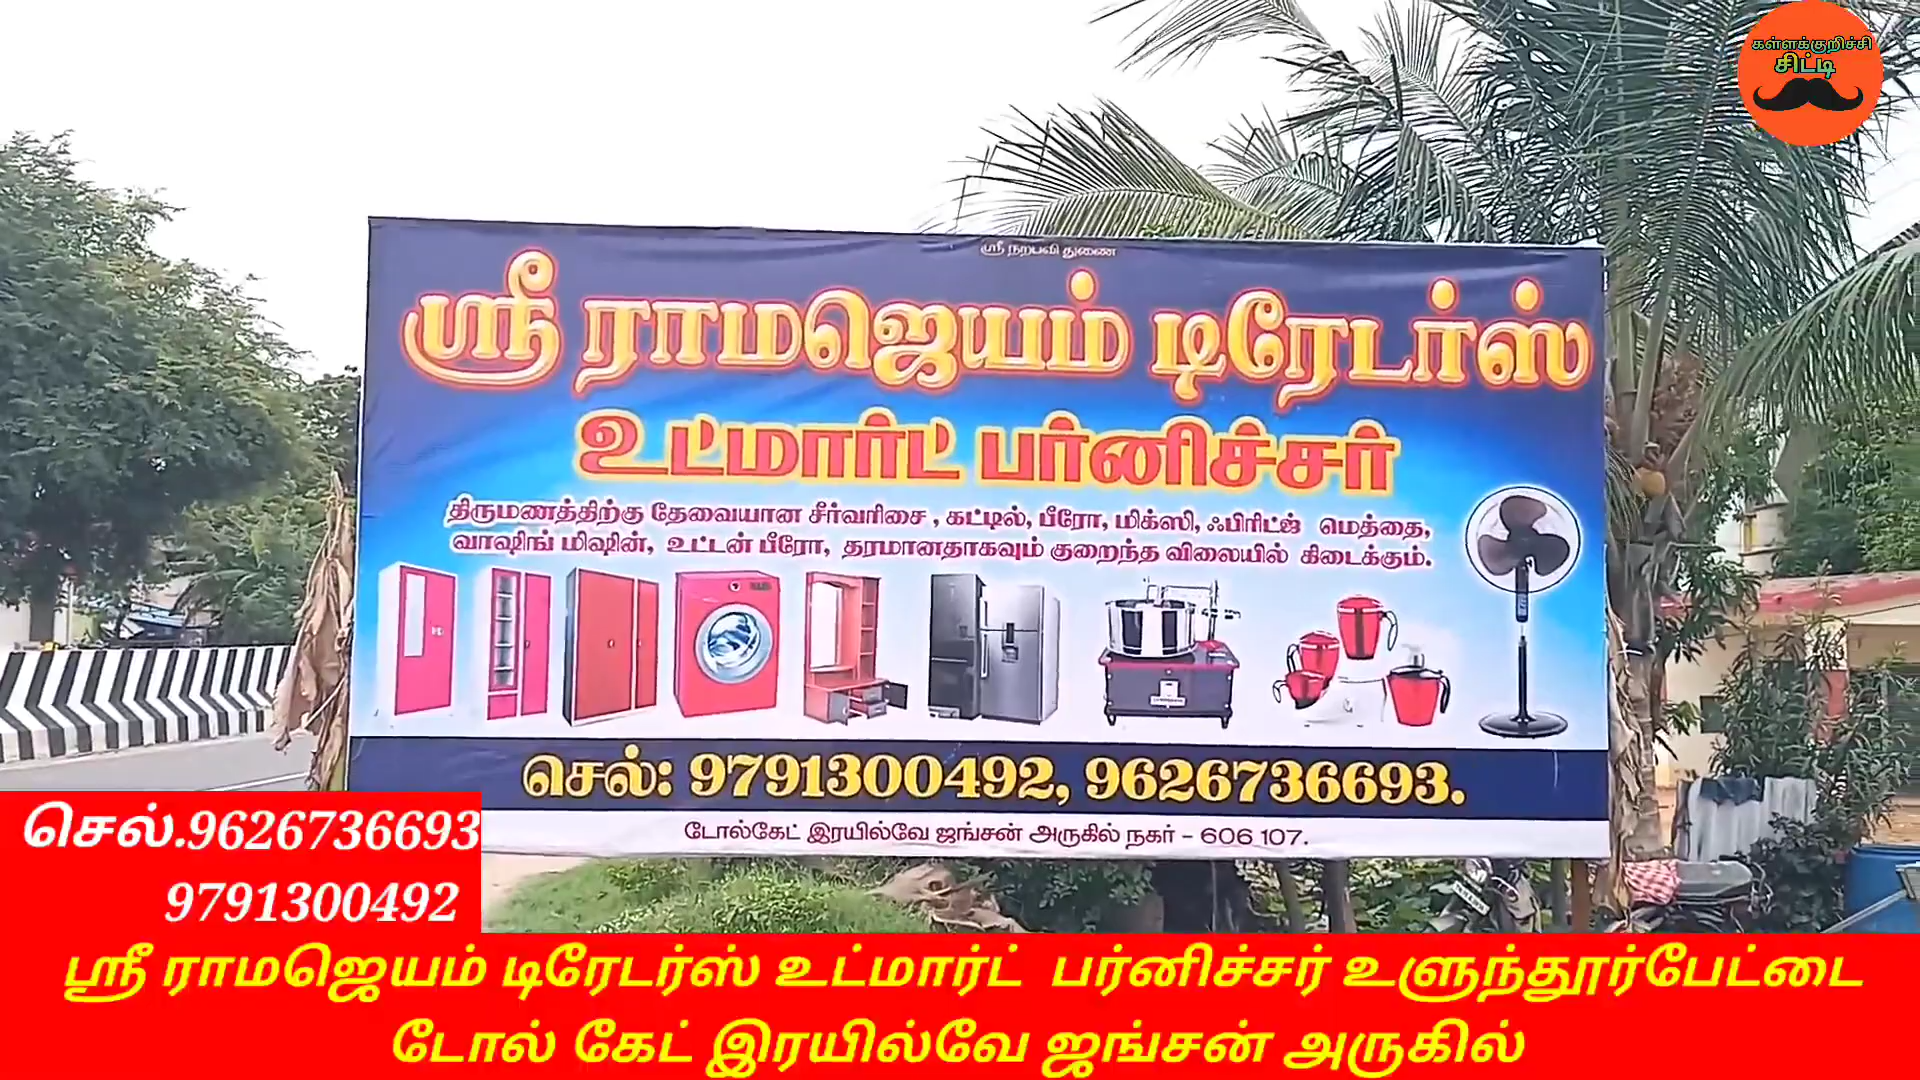 கள்ளக்குறிச்சி
சிட்டி
ஸ்ரீ நறபவி துணை
ஸ்ரீ ராமஜெயம் டிரேடர்ஸ்
உட்மார்ட் பர்னிச்சர்
திருமணத்திற்கு தேவையான சீர்வரிசை , கட்டில், பீரோ, மிக்ஸி, ஃபிரிட்ஜ் மெத்தை,
வாஷிங் மிஷின், உட்டன் பீரோ, தரமானதாகவும் குறைந்த விலையில் கிடைக்கும்.
செல்: 9791300492, 9626736693.
டோல்கேட் இரயில்வே ஜங்சன் அருகில் நகர் - 606 107.
செல்.9626736693
9791300492
ஸ்ரீ ராமஜெயம் டிரேடர்ஸ் உட்மார்ட் பர்னிச்சர் உளுந்தூர்பேட்டை
டோல் கேட் இரயில்வே ஜங்சன் அருகில்